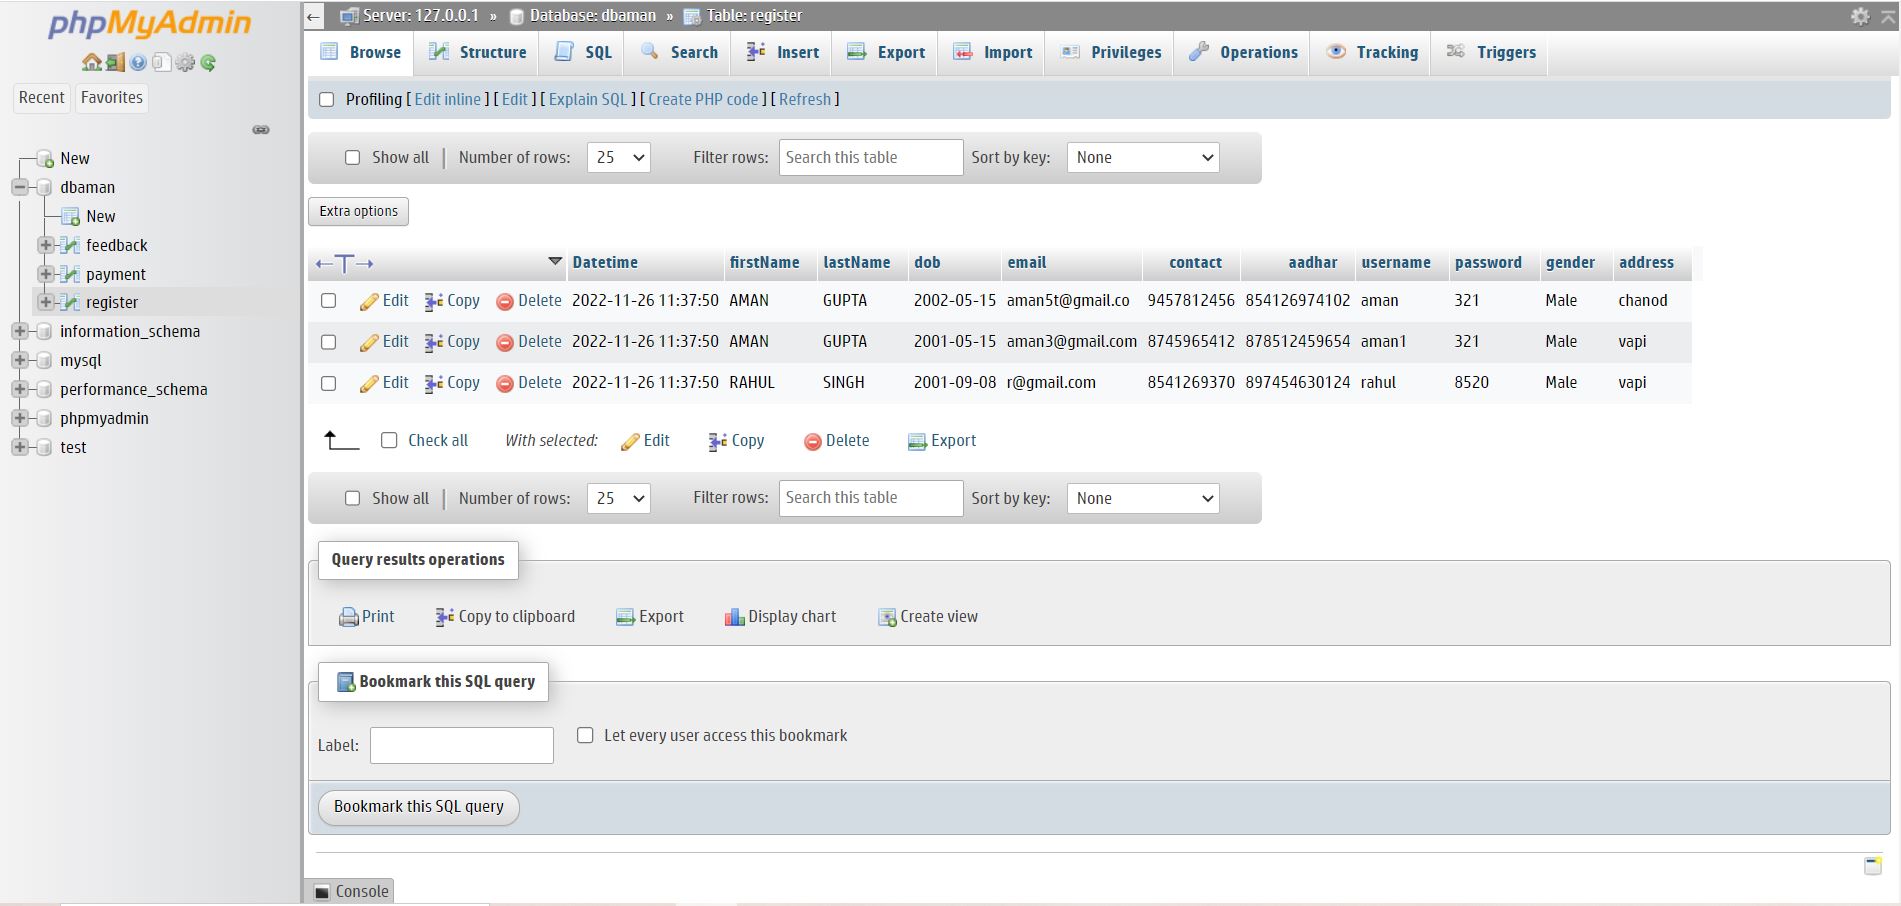 phpMyAdmin
Recent Favorites
New
dbaman
New
feedback
payment
register
information_schema
mysql
performance_schema
phpmyadmin
test
Server: 127.0.0.1 » Database: dbaman » Table: register
Browse Structure SQL Search Insert Export Import Privileges Operations Tracking Triggers
Profiling [ Edit inline ] [ Edit ] [ Explain SQL ] [ Create PHP code ] [ Refresh ]
Show all | Number of rows: 25 Filter rows: Search this table Sort by key: None
Extra options
←T→ Datetime firstName lastName dob email contact aadhar username password gender address
Edit Copy Delete 2022-11-26 11:37:50 AMAN GUPTA 2002-05-15 aman5t@gmail.co 9457812456 854126974102 aman 321 Male chanod
Edit Copy Delete 2022-11-26 11:37:50 AMAN GUPTA 2001-05-15 aman3@gmail.com 8745965412 878512459654 aman1 321 Male vapi
Edit Copy Delete 2022-11-26 11:37:50 RAHUL SINGH 2001-09-08 r@gmail.com 8541269370 897454630124 rahul 8520 Male vapi
Check all With selected: Edit Copy Delete Export
Show all | Number of rows: 25 Filter rows: Search this table Sort by key: None
Query results operations
Print Copy to clipboard Export Display chart Create view
Bookmark this SQL query
Label: Let every user access this bookmark
Bookmark this SQL query
Console